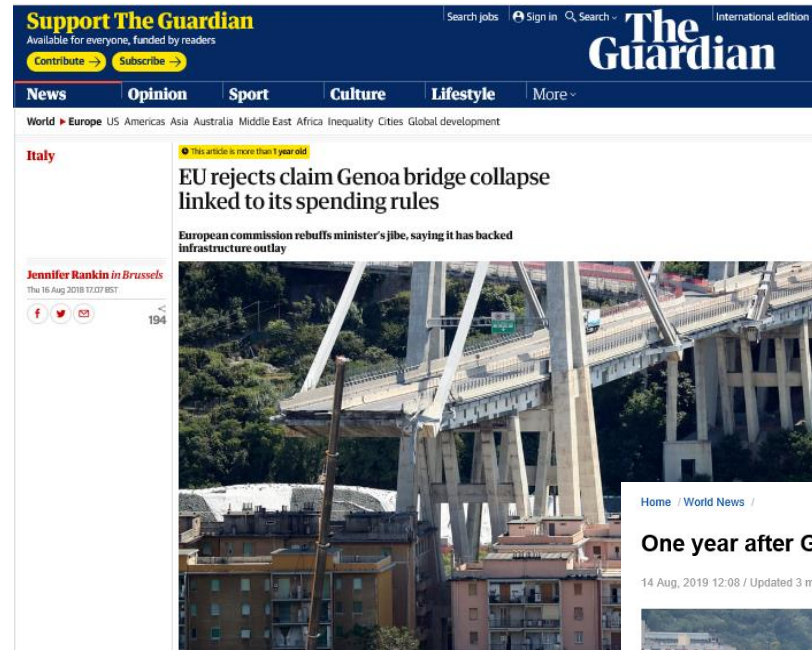 Support The Guardian
Available for everyone, funded by readers
Contribute → Subscribe →
Search jobs Sign in Search International edition
The Guardian
News Opinion Sport Culture Lifestyle More
World Europe US Americas Asia Australia Middle East Africa Inequality Cities Global development
Italy
This article is more than 1 year old
EU rejects claim Genoa bridge collapse
linked to its spending rules
European commission rebuffs minister's jibe, saying it has backed
infrastructure outlay
Jennifer Rankin in Brussels
Thu 16 Aug 2018 17.07 BST
194
Home / World News /
One year after G
14 Aug, 2019 12:08 / Updated 3 m